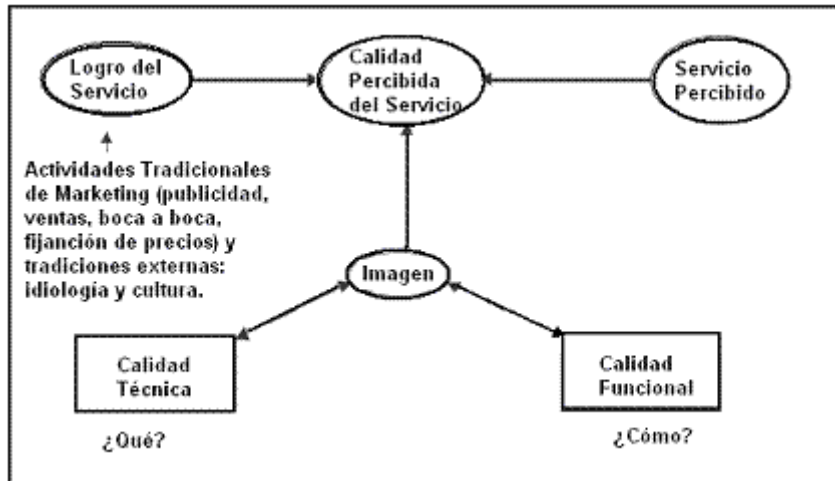 Logro del
Servicio
Calidad
Percibida
del Servicio
Servicio
Percibido
Actividades Tradicionales
de Marketing (publicidad,
ventas, boca a boca,
fijanción de precios) y
tradiciones externas:
idiología y cultura.
Imagen
Calidad
Técnica
Calidad
Funcional
¿Qué?
¿Cómo?